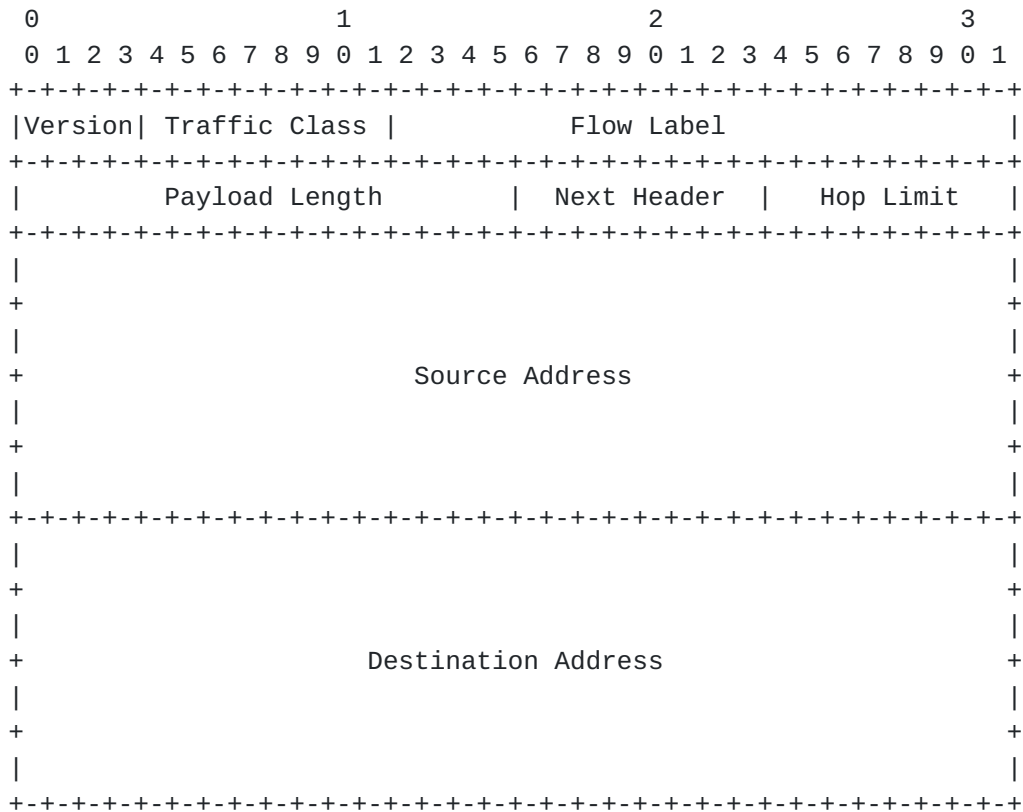 0                   1                   2                   3
 0 1 2 3 4 5 6 7 8 9 0 1 2 3 4 5 6 7 8 9 0 1 2 3 4 5 6 7 8 9 0 1
+-+-+-+-+-+-+-+-+-+-+-+-+-+-+-+-+-+-+-+-+-+-+-+-+-+-+-+-+-+-+-+-+
|Version| Traffic Class |           Flow Label                  |
+-+-+-+-+-+-+-+-+-+-+-+-+-+-+-+-+-+-+-+-+-+-+-+-+-+-+-+-+-+-+-+-+
|         Payload Length        |  Next Header  |   Hop Limit   |
+-+-+-+-+-+-+-+-+-+-+-+-+-+-+-+-+-+-+-+-+-+-+-+-+-+-+-+-+-+-+-+-+
|                                                               |
+                                                               +
|                                                               |
+                         Source Address                        +
|                                                               |
+                                                               +
|                                                               |
+-+-+-+-+-+-+-+-+-+-+-+-+-+-+-+-+-+-+-+-+-+-+-+-+-+-+-+-+-+-+-+-+
|                                                               |
+                                                               +
|                                                               |
+                      Destination Address                      +
|                                                               |
+                                                               +
|                                                               |
+-+-+-+-+-+-+-+-+-+-+-+-+-+-+-+-+-+-+-+-+-+-+-+-+-+-+-+-+-+-+-+-+